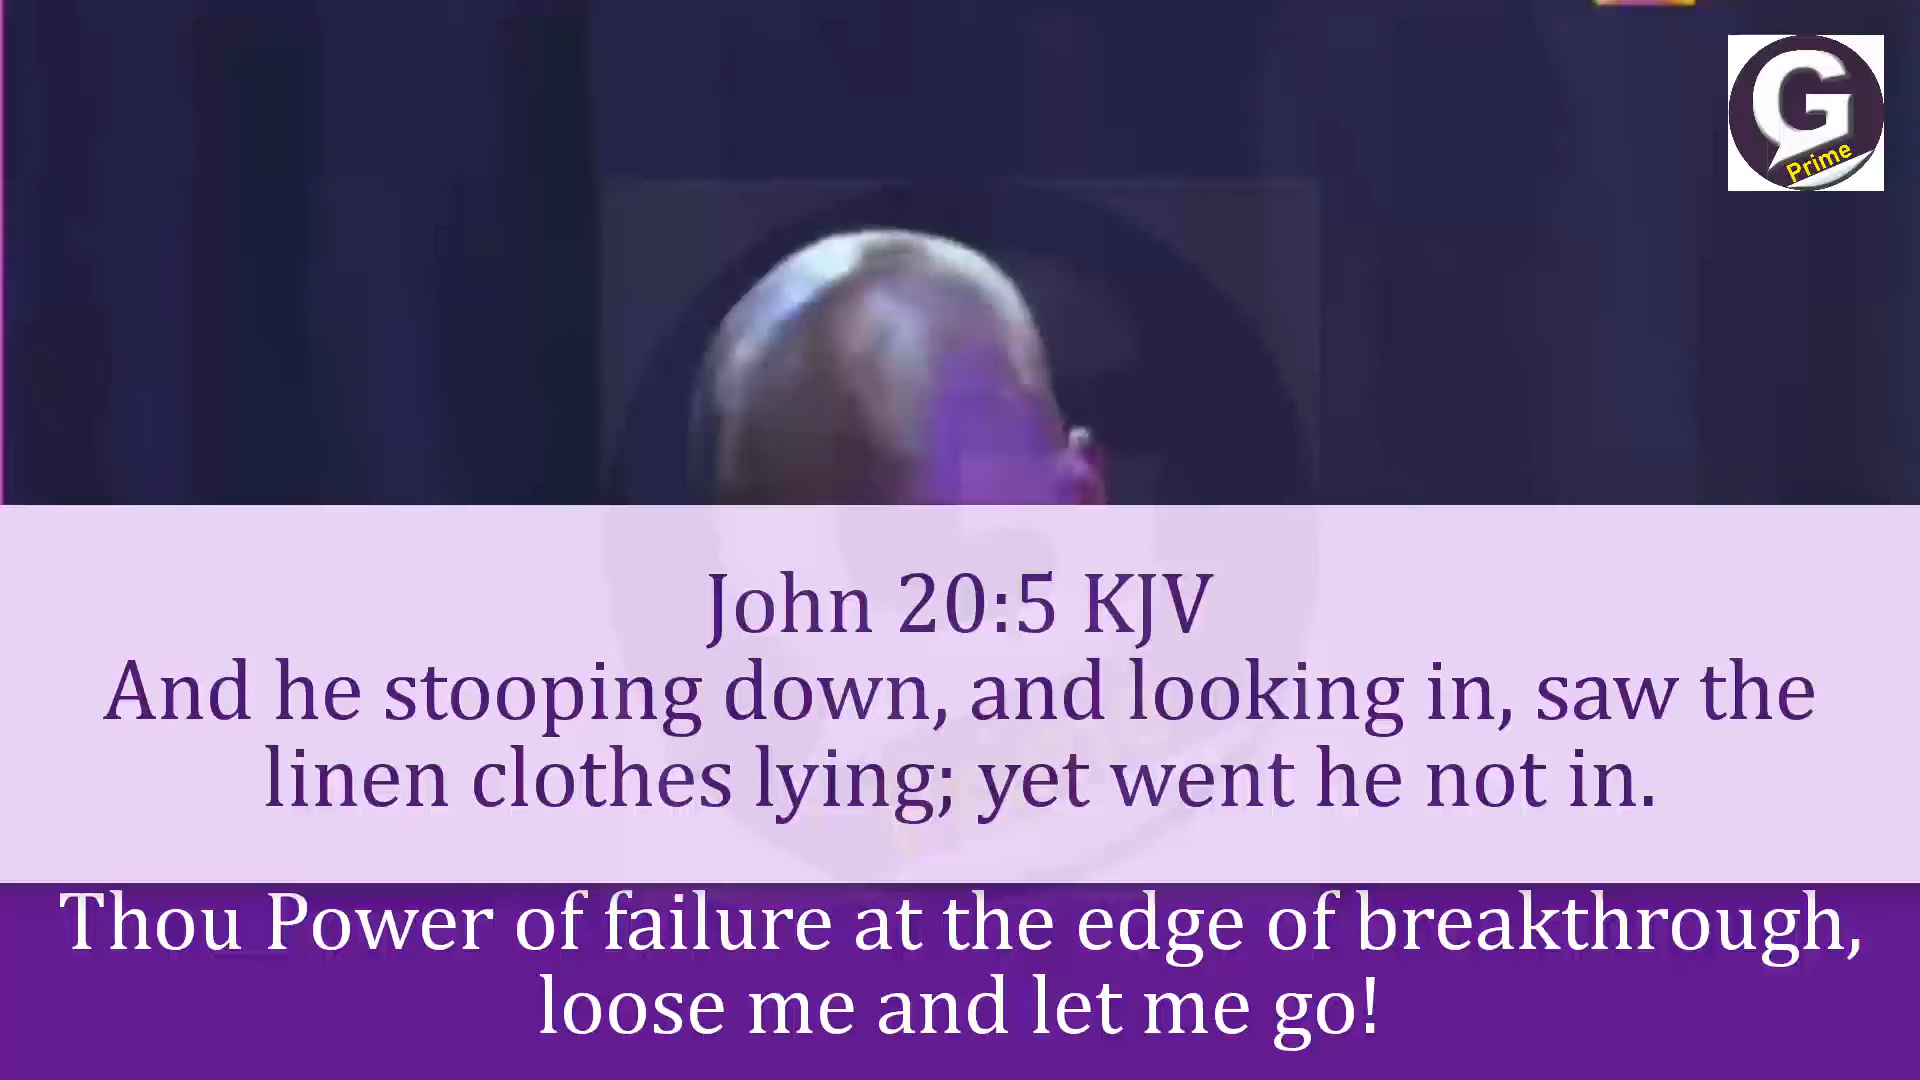 G
Prime
John 20:5 KJV
And he stooping down, and looking in, saw the
linen clothes lying; yet went he not in.
Thou Power of failure at the edge of breakthrough,
loose me and let me go!